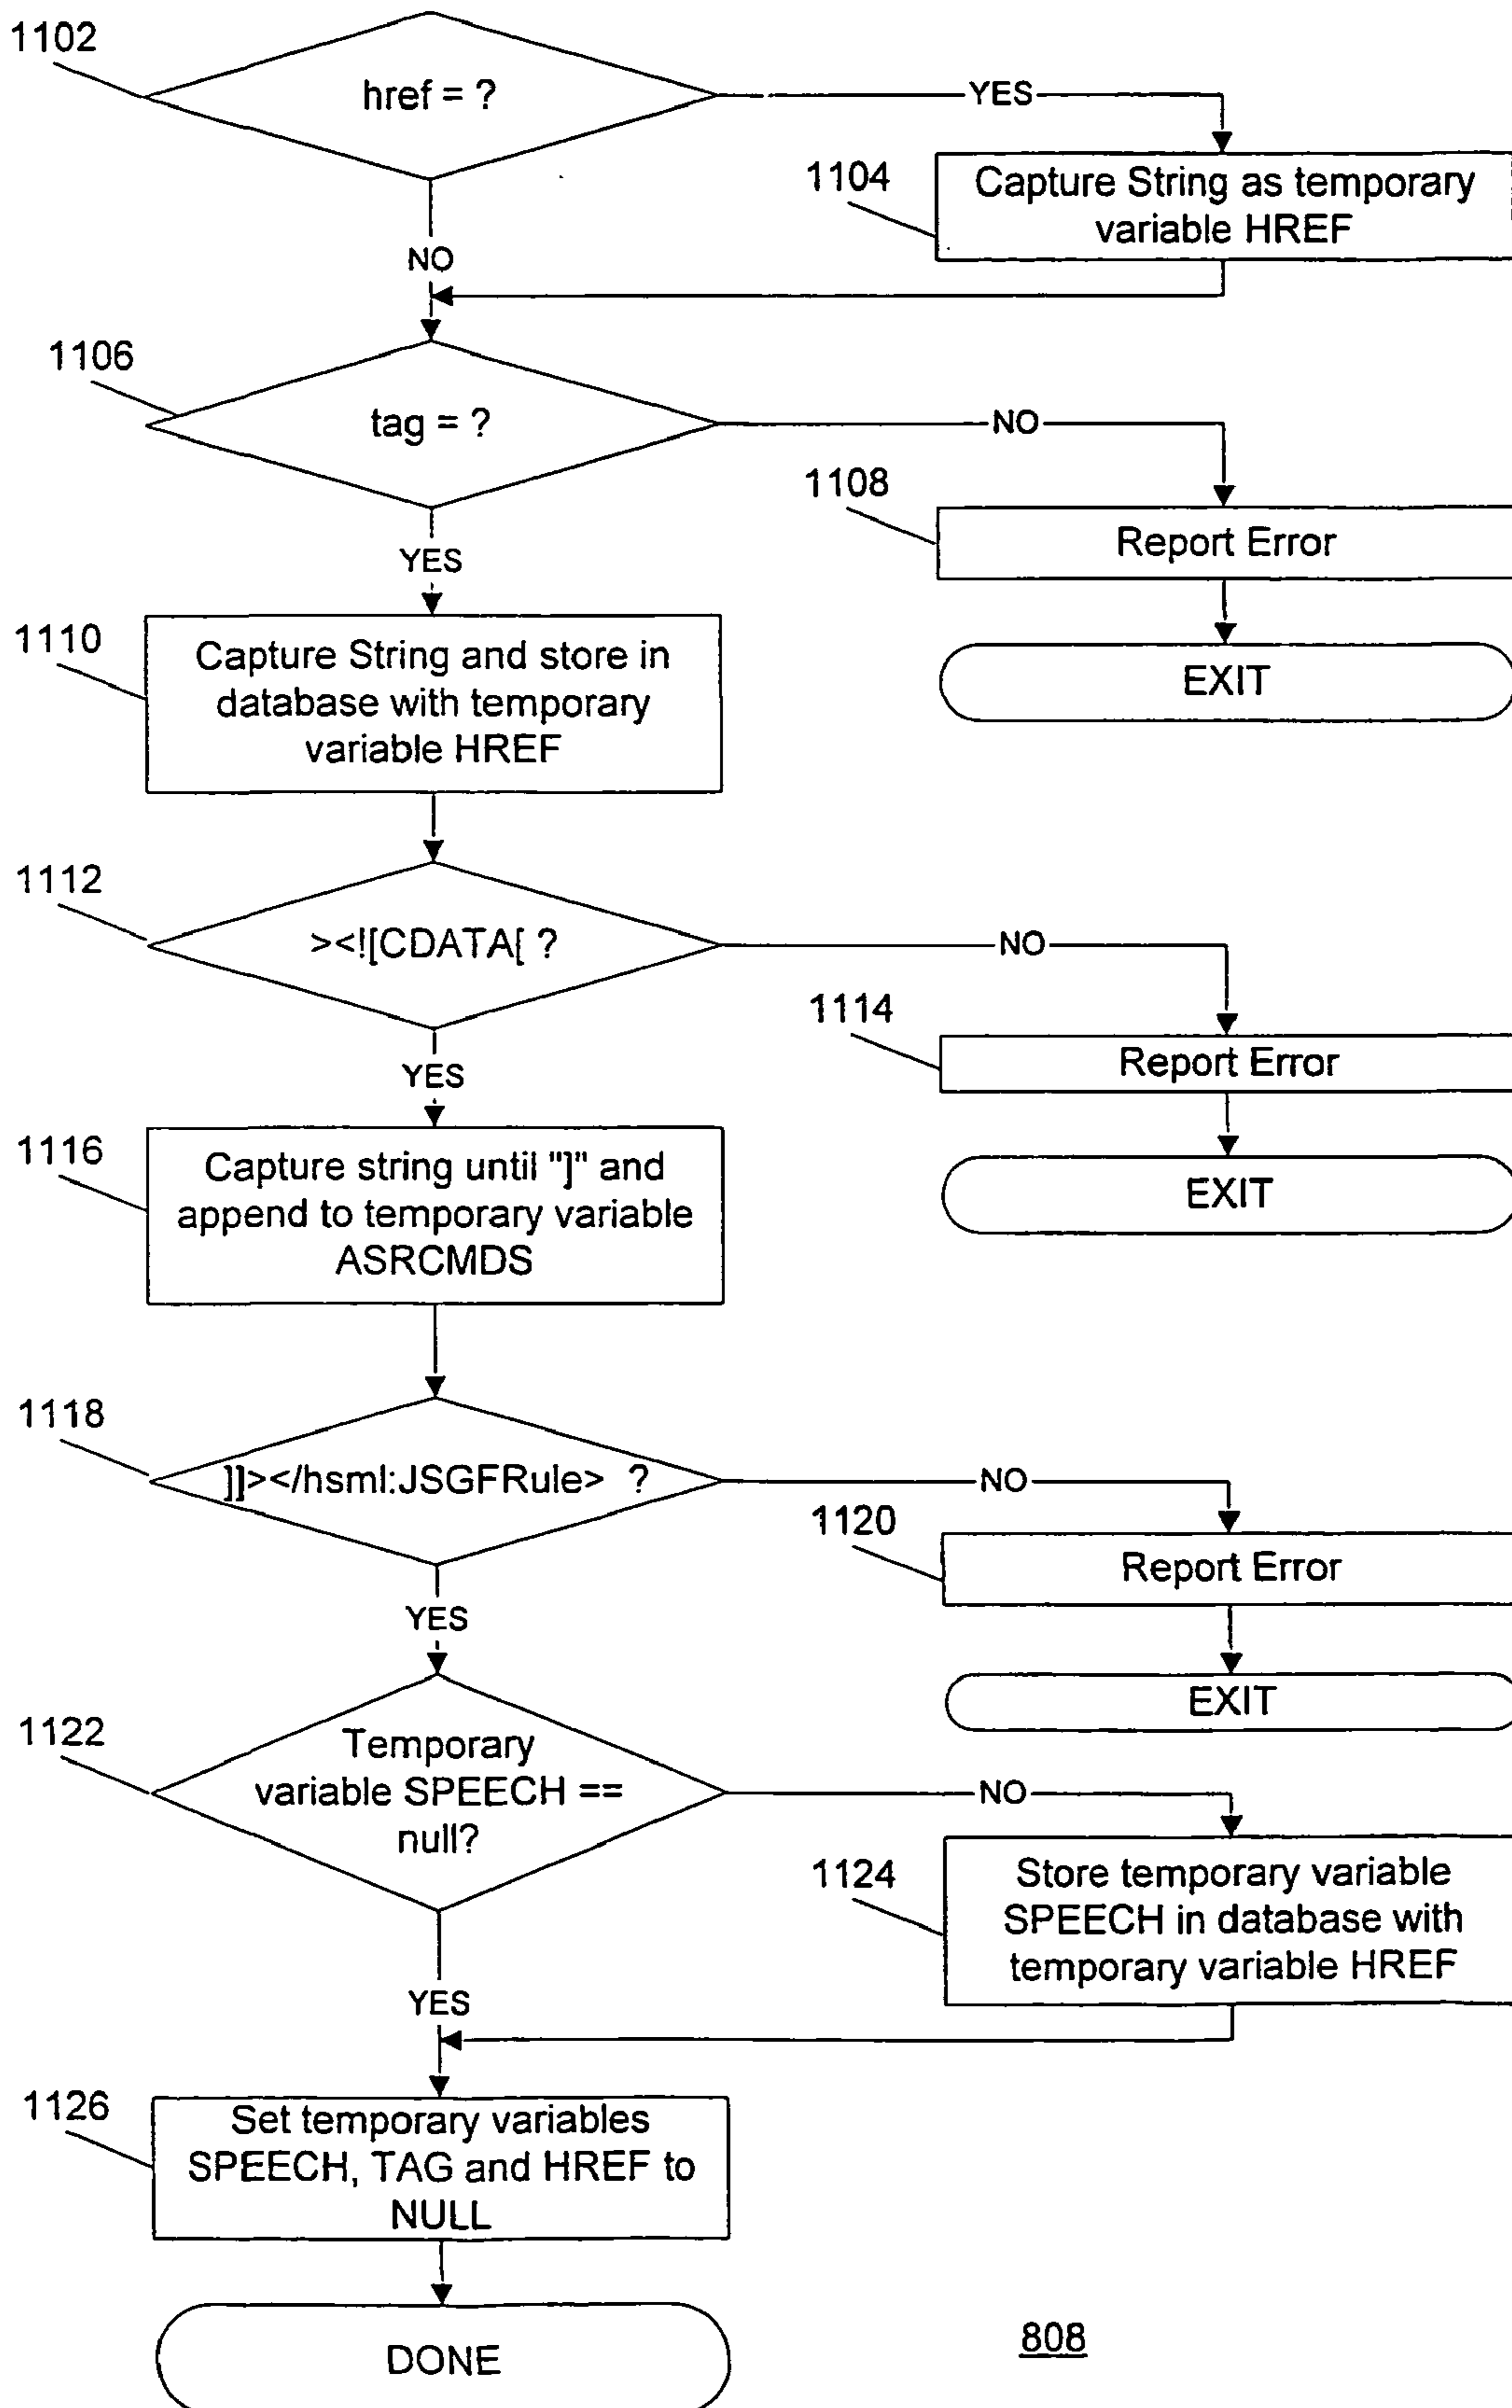 1102
href = ?
YES
1104
Capture String as temporary
variable HREF
NO
1106
tag = ?
NO
1108
Report Error
YES
EXIT
1110
Capture String and store in
database with temporary
variable HREF
1112
><![CDATA[ ?
NO
1114
Report Error
YES
EXIT
1116
Capture string until "]" and
append to temporary variable
ASRCMDS
1118
]]></hsml:JSGFRule> ?
NO
1120
Report Error
YES
EXIT
1122
Temporary
variable SPEECH ==
null?
NO
1124
Store temporary variable
SPEECH in database with
temporary variable HREF
YES
1126
Set temporary variables
SPEECH, TAG and HREF to
NULL
DONE
808